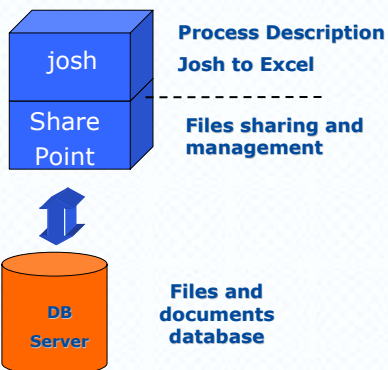 josh
Process Description
Josh to Excel
Share
Point
Files sharing and
management
DB
Server
Files and
documents
database